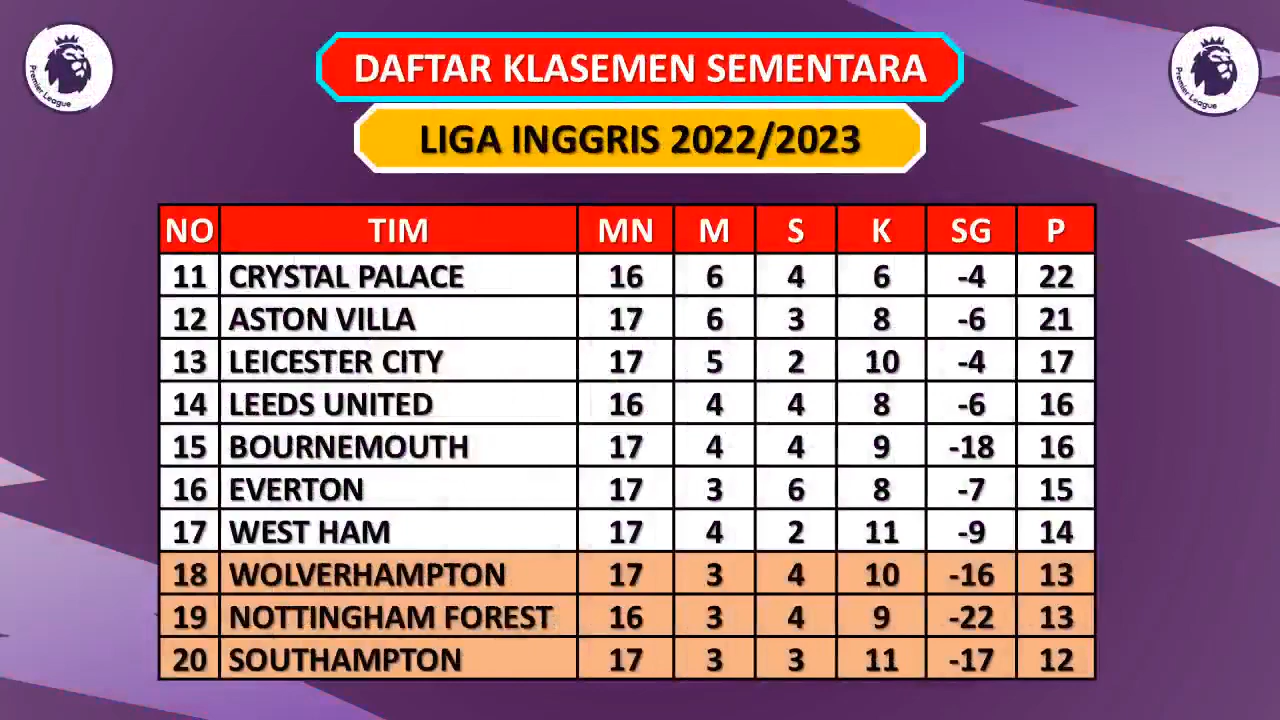 Premier League
Premier League
DAFTAR KLASEMEN SEMENTARA
LIGA INGGRIS 2022/2023
NO TIM MN M S K SG P
11 CRYSTAL PALACE 16 6 4 6 -4 22
12 ASTON VILLA 17 6 3 8 -6 21
13 LEICESTER CITY 17 5 2 10 -4 17
14 LEEDS UNITED 16 4 4 8 -6 16
15 BOURNEMOUTH 17 4 4 9 -18 16
16 EVERTON 17 3 6 8 -7 15
17 WEST HAM 17 4 2 11 -9 14
18 WOLVERHAMPTON 17 3 4 10 -16 13
19 NOTTINGHAM FOREST 16 3 4 9 -22 13
20 SOUTHAMPTON 17 3 3 11 -17 12